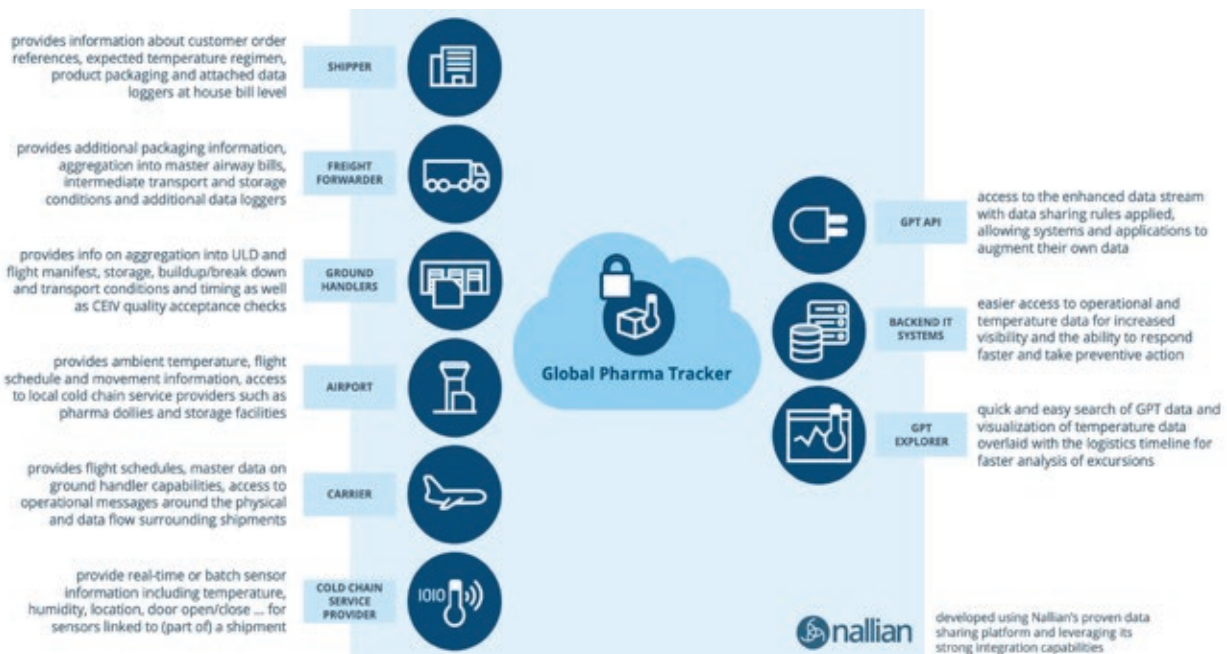 provides information about customer order
references, expected temperature regimen,
product packaging and attached data
loggers at house bill level
SHIPPER
provides additional packaging information,
aggregation into master airway bills,
intermediate transport and storage
conditions and additional data loggers
FREIGHT
FORWARDER
provides info on aggregation into ULD and
flight manifest, storage, buildup/break down
and transport conditions and timing as well
as CEIV quality acceptance checks
GROUND
HANDLERS
provides ambient temperature, flight
schedule and movement information, access
to local cold chain service providers such as
pharma dollies and storage facilities
AIRPORT
provides flight schedules, master data on
ground handler capabilities, access to
operational messages around the physical
and data flow surrounding shipments
CARRIER
provide real-time or batch sensor
information including temperature,
humidity, location, door open/close ... for
sensors linked to (part of) a shipment
COLD CHAIN
SERVICE
PROVIDER
1010
Global Pharma Tracker
GPT API
access to the enhanced data stream
with data sharing rules applied,
allowing systems and applications to
augment their own data
BACKEND IT
SYSTEMS
easier access to operational and
temperature data for increased
visibility and the ability to respond
faster and take preventive action
GPT
EXPLORER
quick and easy search of GPT data and
visualization of temperature data
overlaid with the logistics timeline for
faster analysis of excursions
nallian
developed using Nallian's proven data
sharing platform and leveraging its
strong integration capabilities